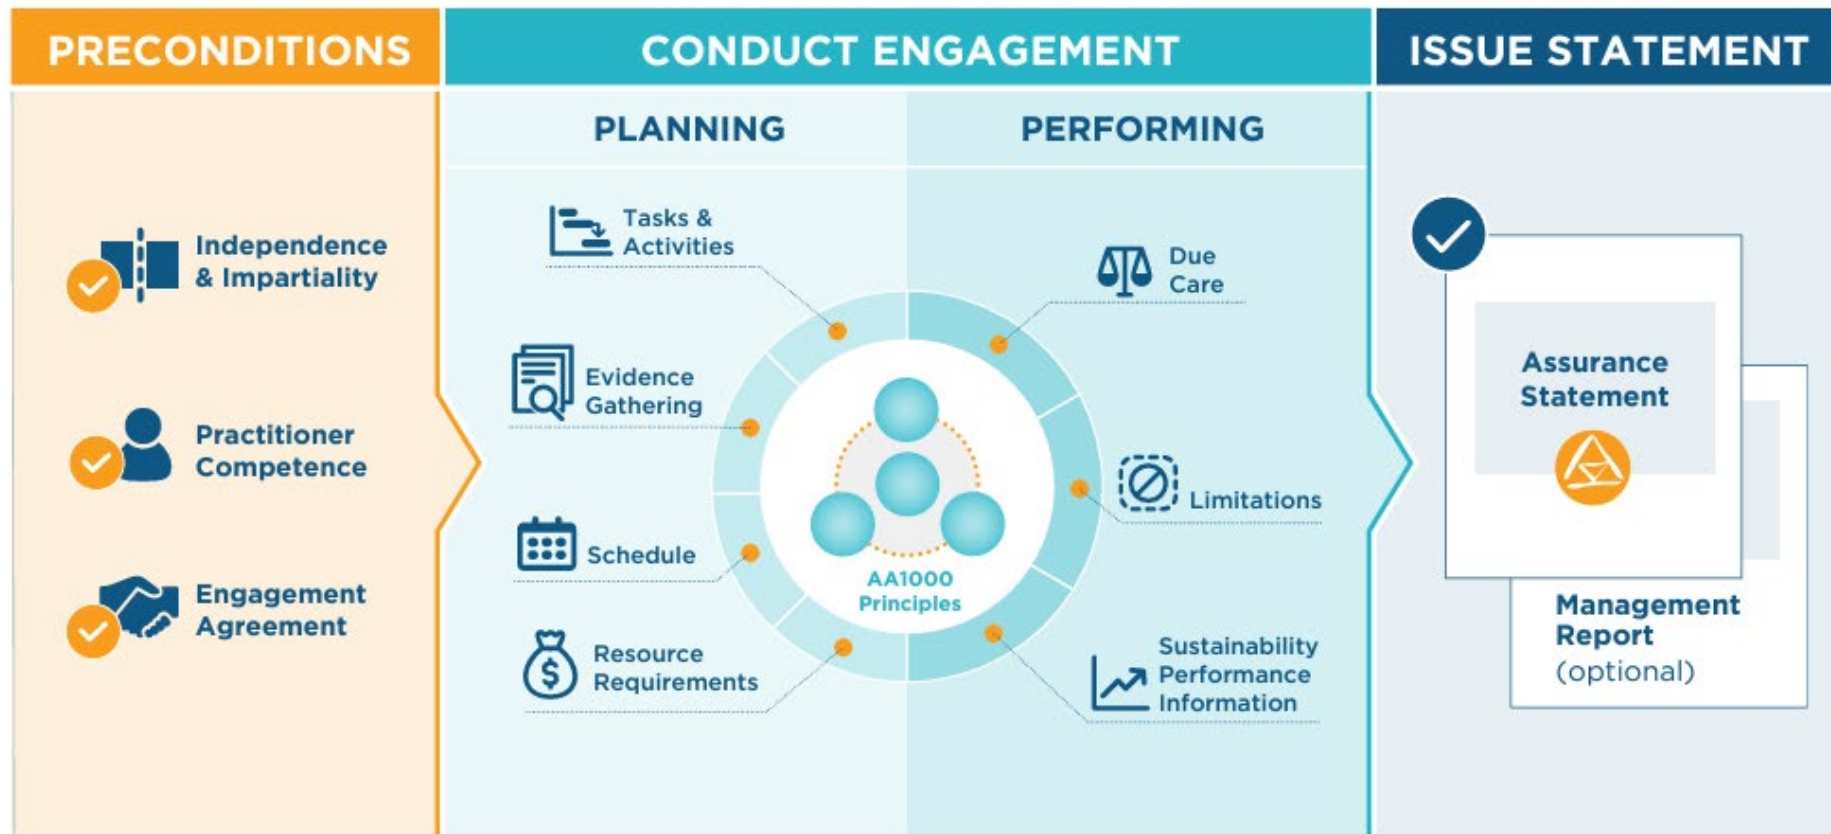 PRECONDITIONS
Independence
& Impartiality
Practitioner
Competence
Engagement
Agreement
CONDUCT ENGAGEMENT
PLANNING
Tasks &
Activities
Evidence
Gathering
Schedule
Resource
Requirements
AA1000
Principles
PERFORMING
Due
Care
Limitations
Sustainability
Performance
Information
ISSUE STATEMENT
Assurance
Statement
Management
Report
(optional)